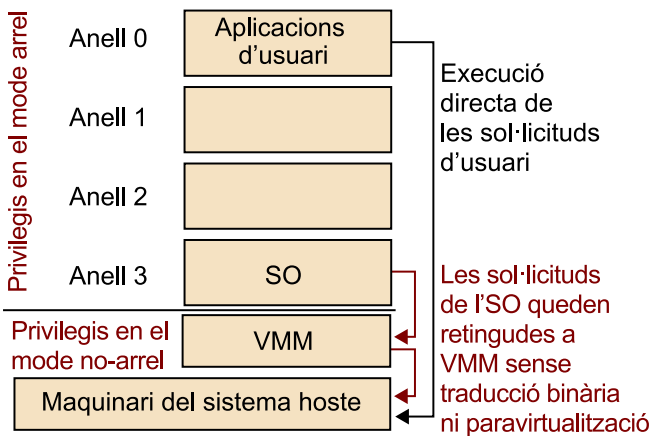 Privilegis en el mode arrel
Anell 0
Aplicacions
d’usuari
Anell 1
Anell 2
Anell 3
SO
Execució
directa de
les sol·licituds
d’usuari
Privilegis en el
mode no-arrel
VMM
Les sol·licituds
de l’SO queden
retingudes a
VMM sense
traducció binària
ni paravirtualització
Maquinari del sistema hoste